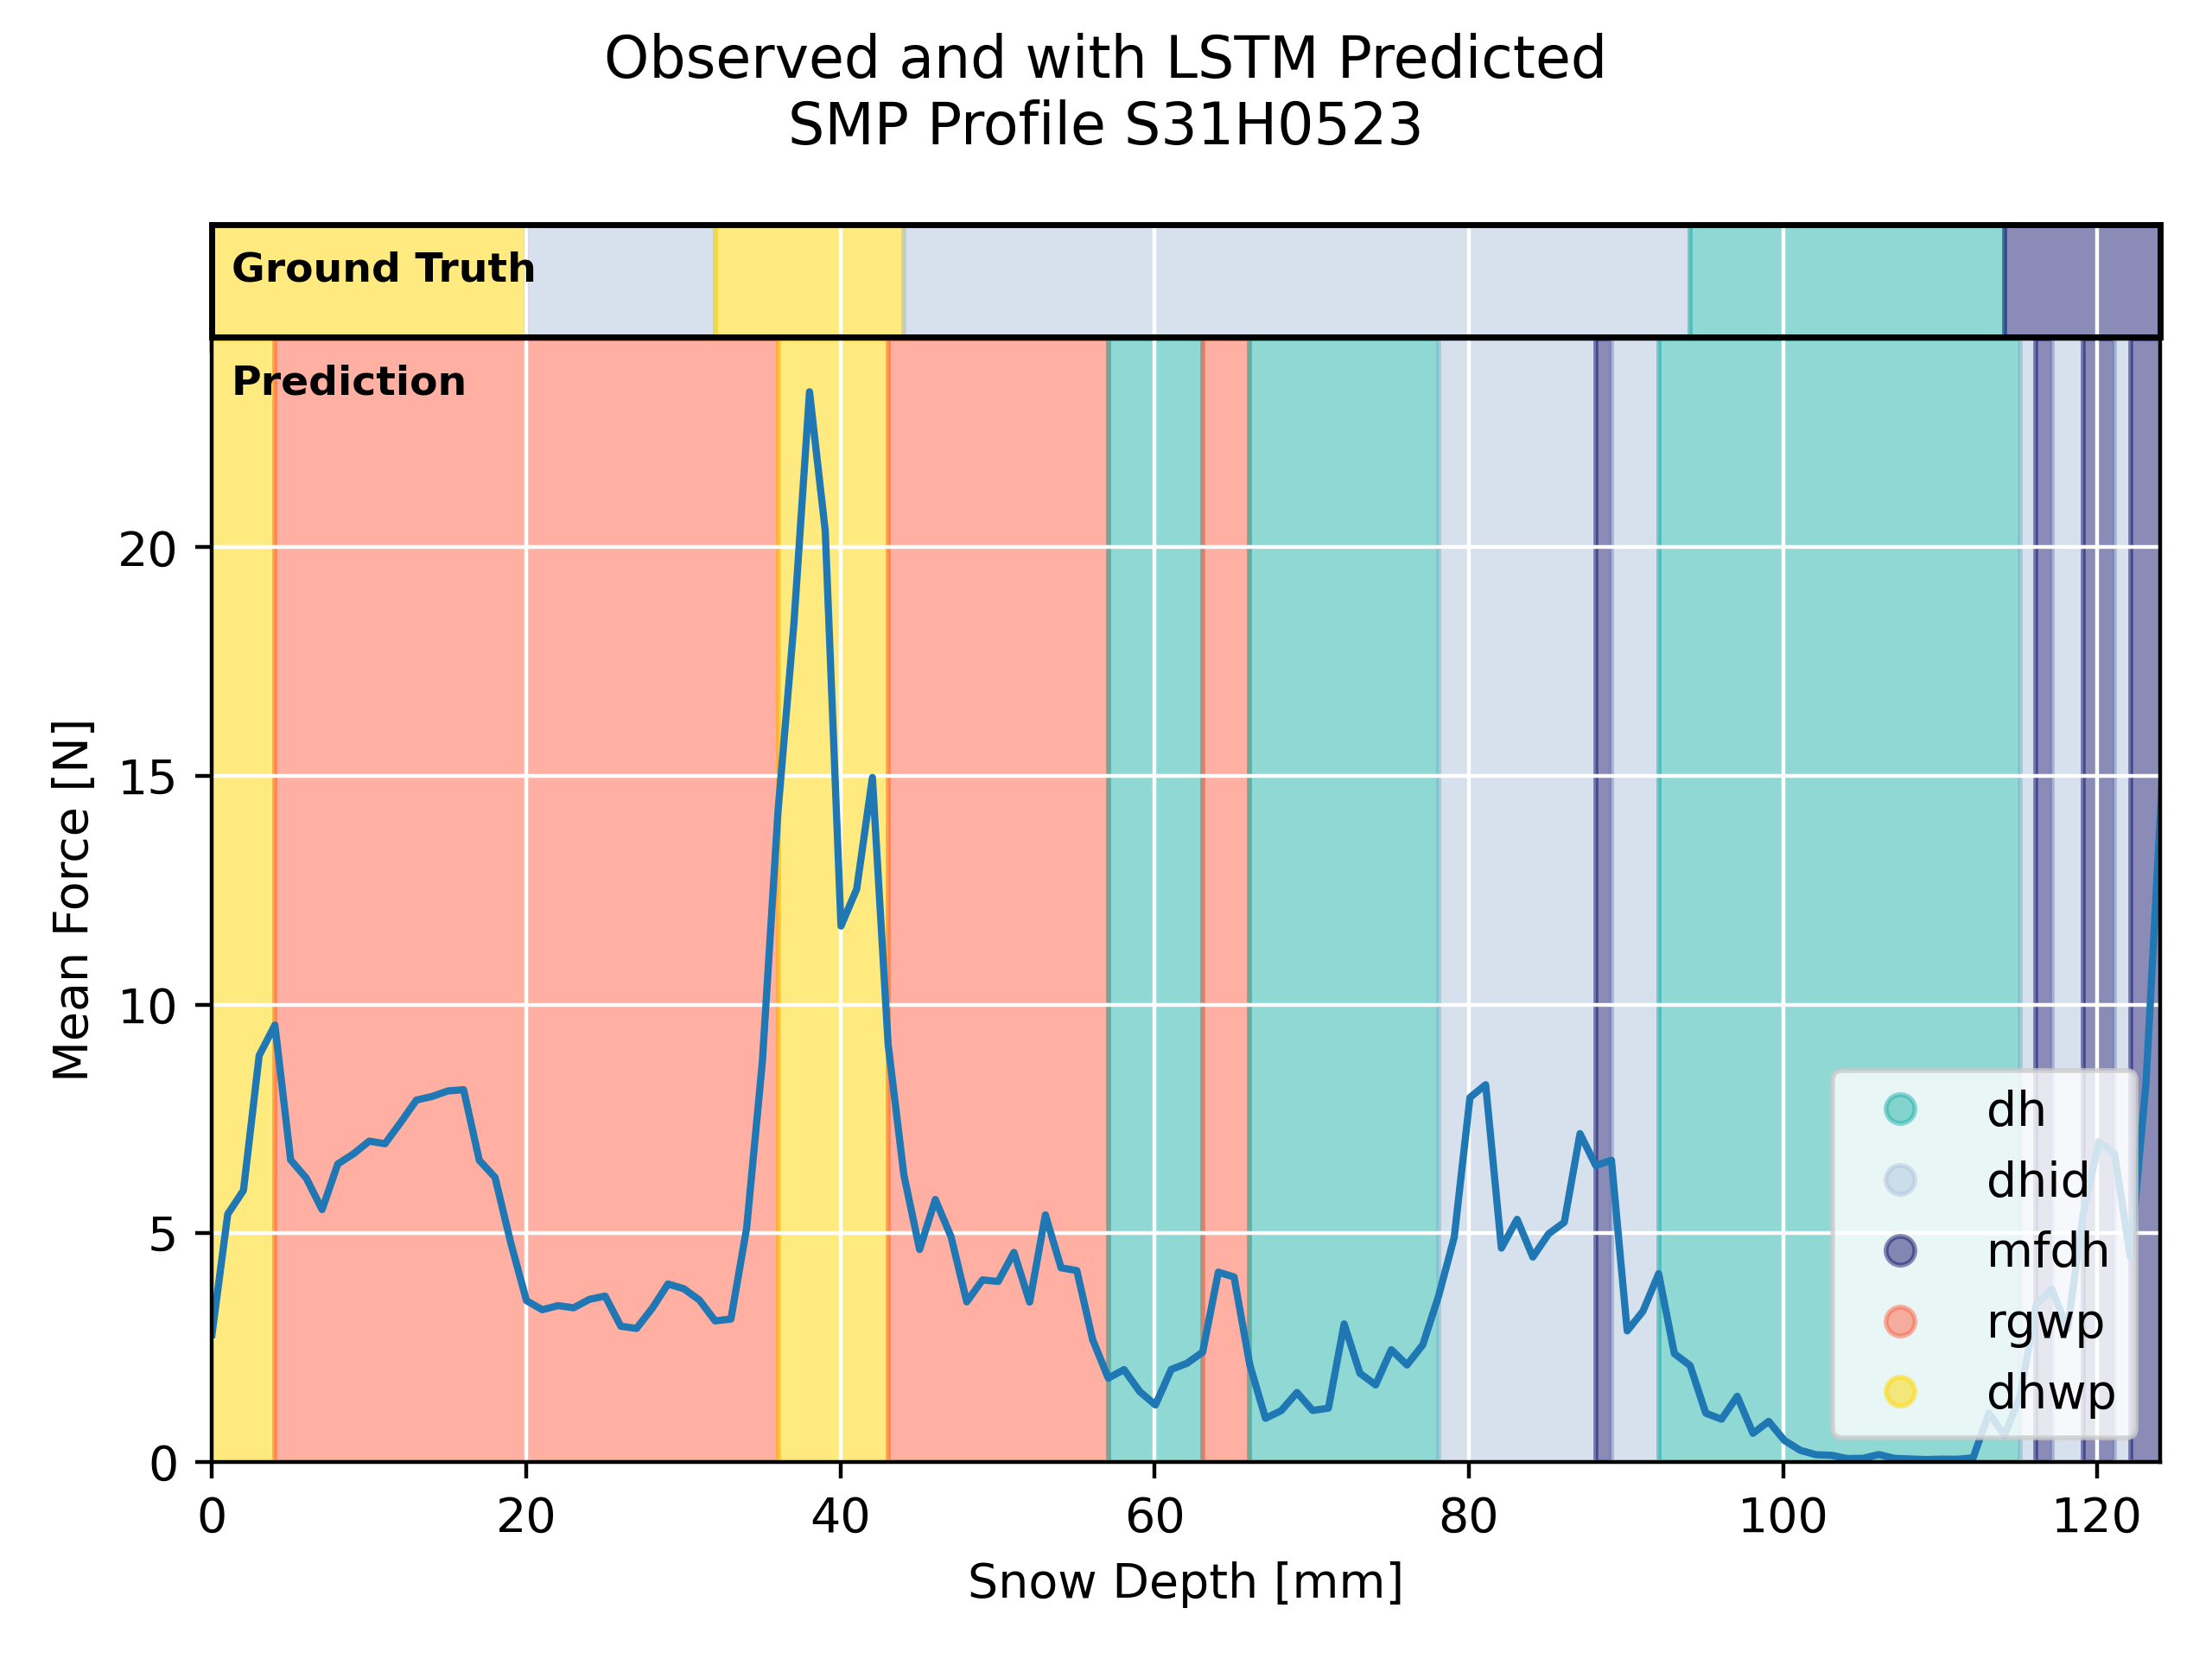 Observed and with LSTM Predicted
SMP Profile S31H0523
Ground Truth
Prediction
Mean Force [N]
20
15
10
5
0
dh
dhid
mfdh
rgwp
dhwp
0 20 40 60 80 100 120
Snow Depth [mm]